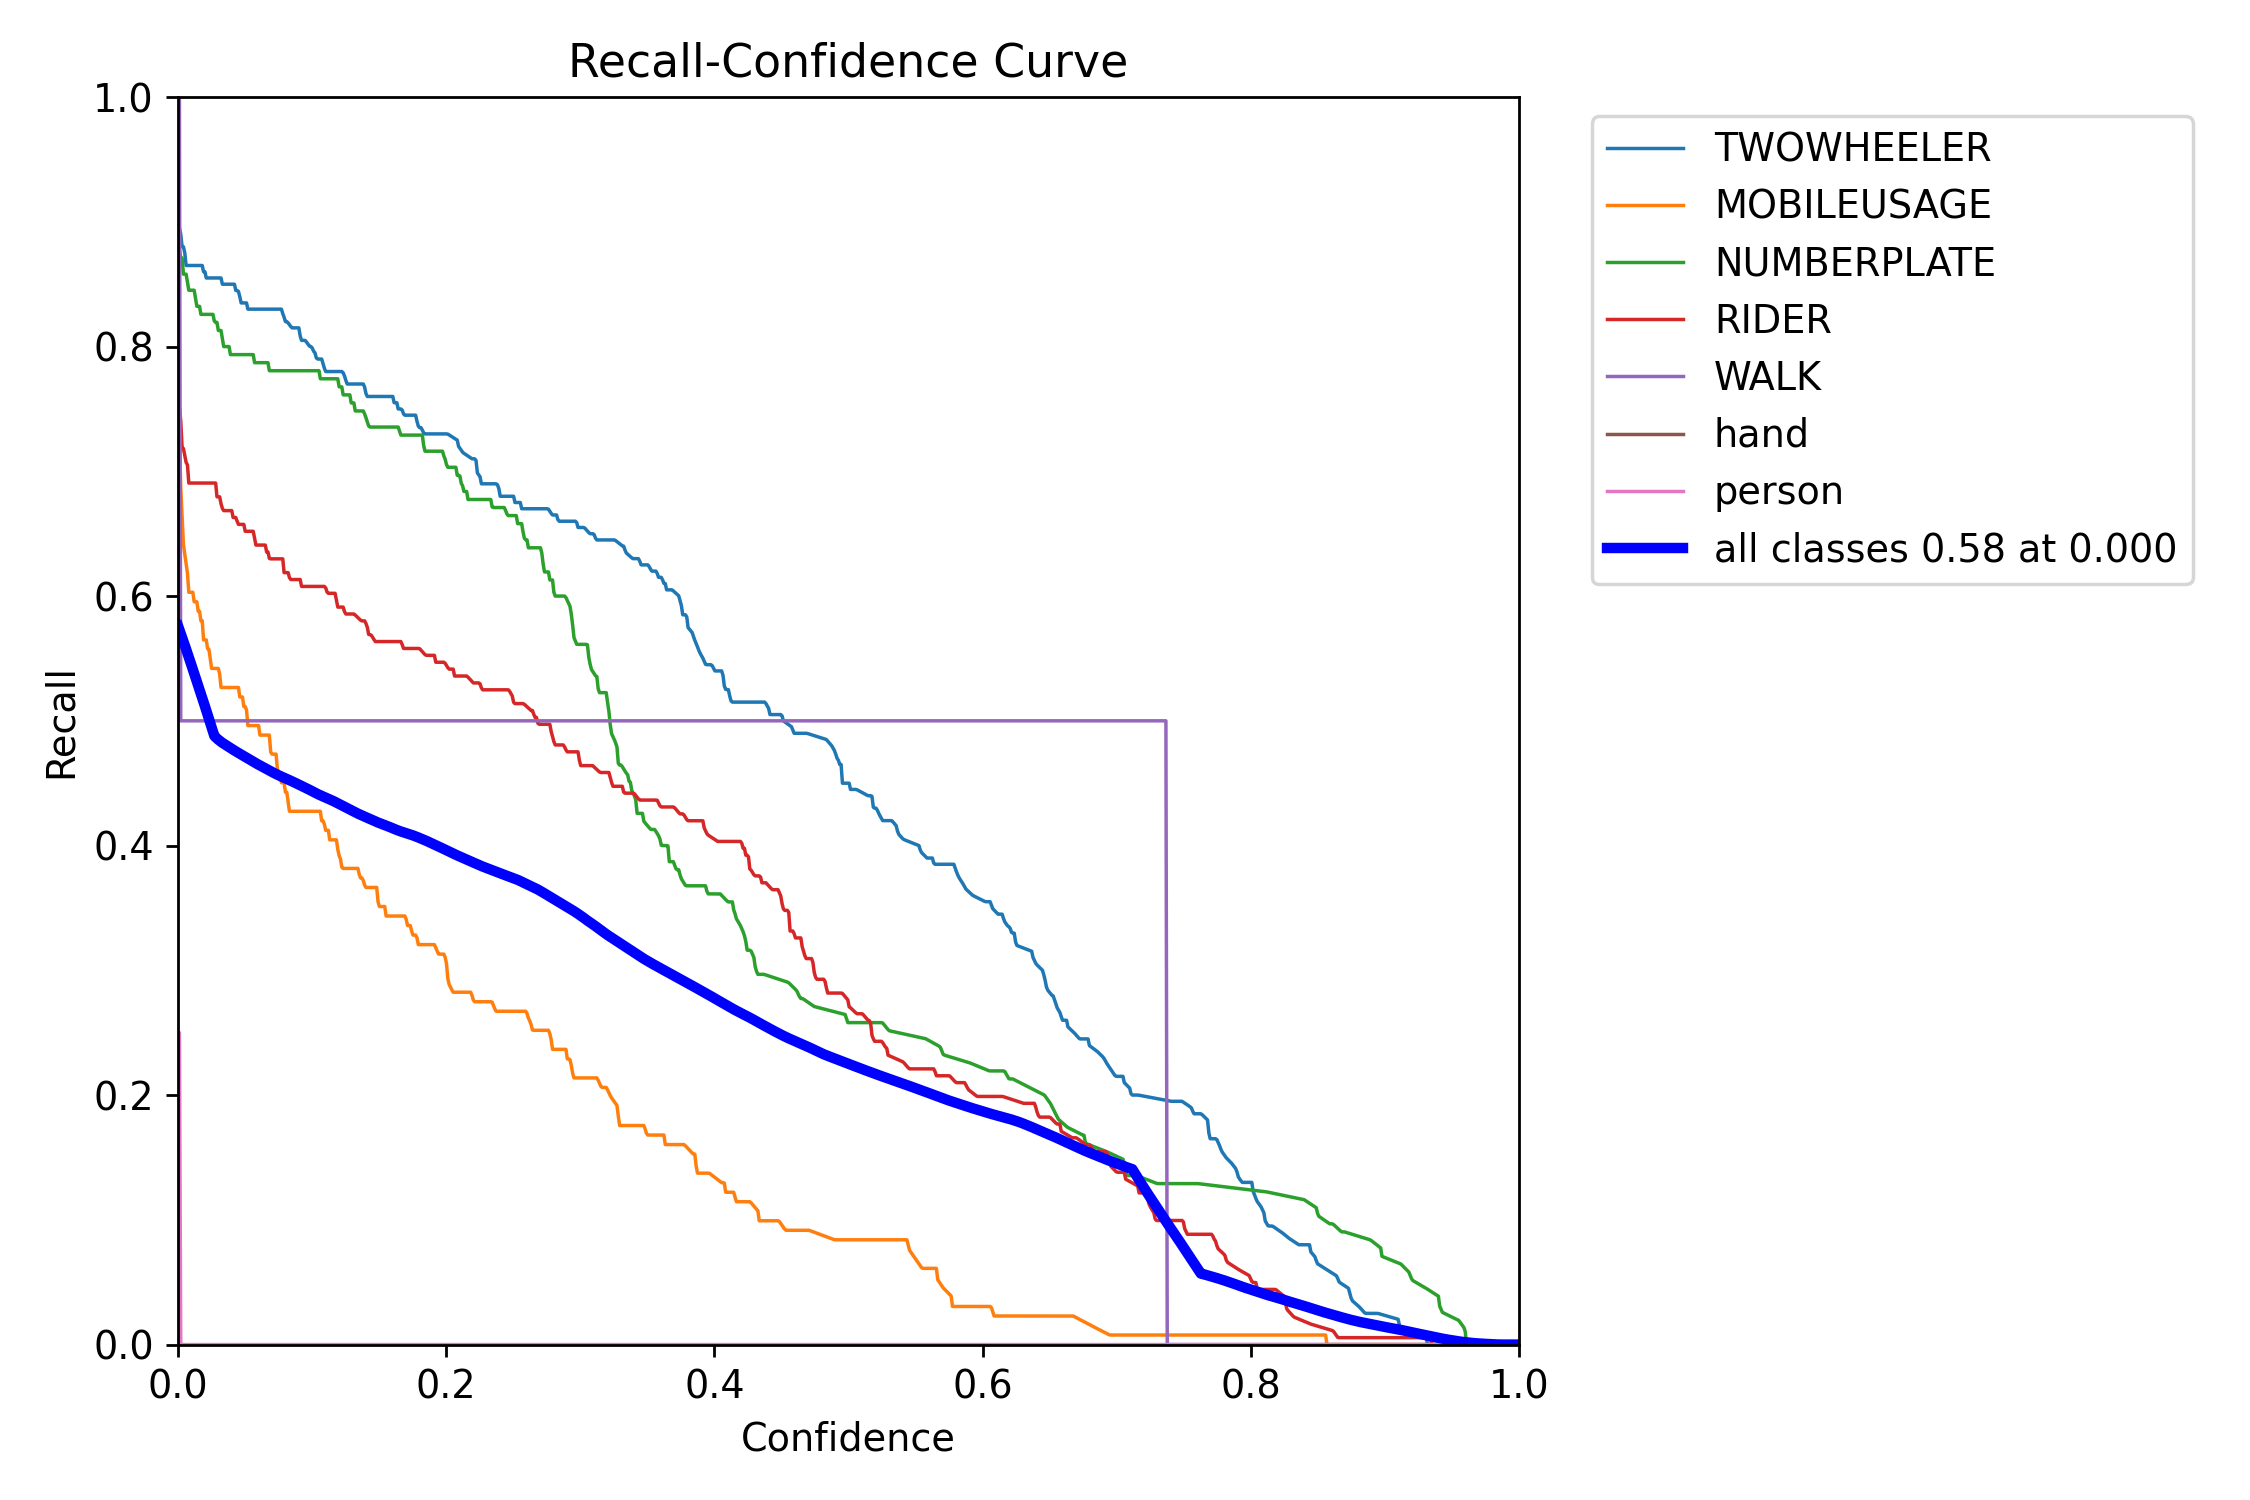 Recall-Confidence Curve
1.0
0.8
0.6
0.4
0.2
0.0
Recall
0.0 0.2 0.4 0.6 0.8 1.0
Confidence
TWOWHEELER
MOBILEUSAGE
NUMBERPLATE
RIDER
WALK
hand
person
all classes 0.58 at 0.000